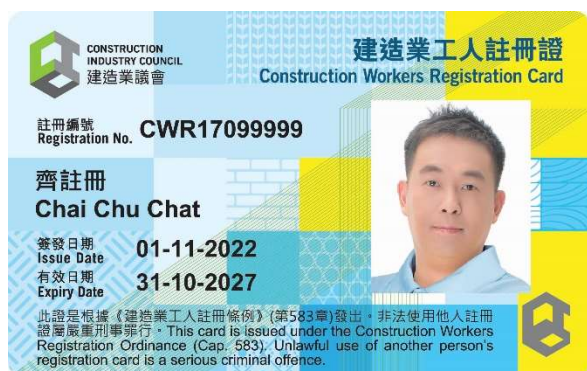 CONSTRUCTION
INDUSTRY COUNCIL
建造業議會
建造業工人註冊證
Construction Workers Registration Card
註冊編號
Registration No. CWR17099999
齊註冊
Chai Chu Chat
簽發日期
Issue Date 01-11-2022
有效日期
Expiry Date 31-10-2027
此證是根據《建造業工人註冊條例》(第583章)發出。非法使用他人註冊
證屬嚴重刑事罪行。This card is issued under the Construction Workers
Registration Ordinance (Cap. 583). Unlawful use of another person's
registration card is a serious criminal offence.